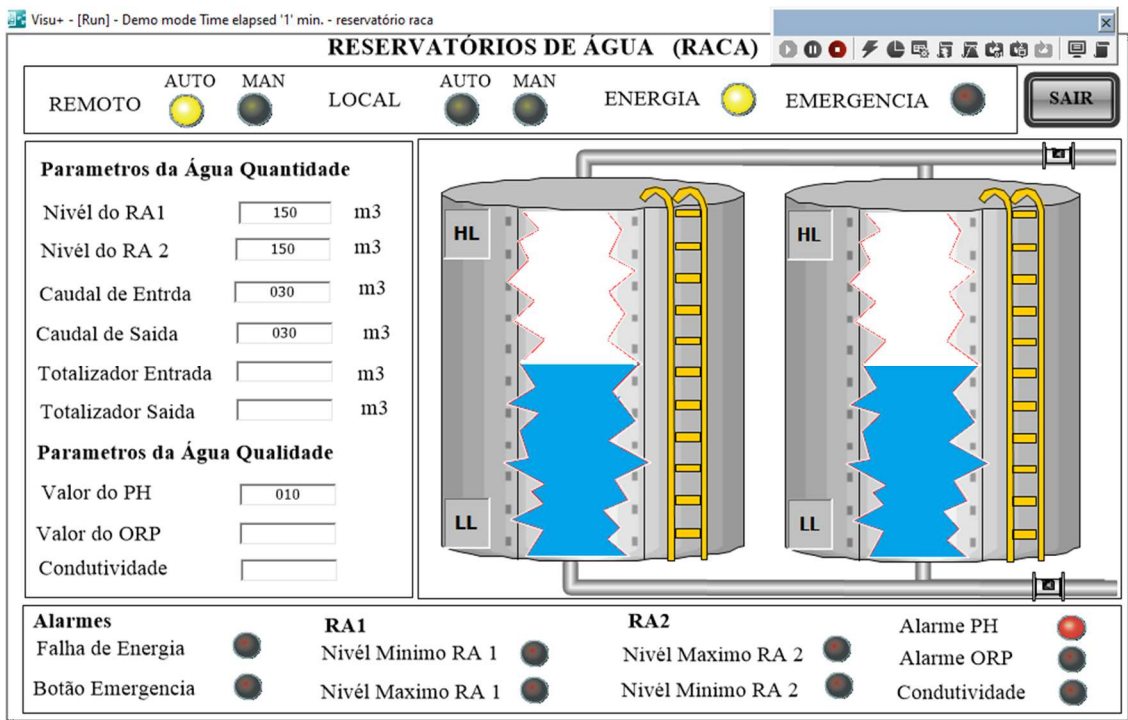 Visu+ - [Run] - Demo mode Time elapsed '1' min. - reservatório raca
RESERVATÓRIOS DE ÁGUA (RACA)
REMOTO AUTO MAN LOCAL AUTO MAN ENERGIA EMERGENCIA SAIR
Parametros da Água Quantidade
Nivél do RA1 150 m3
Nivél do RA 2 150 m3
Caudal de Entrda 030 m3
Caudal de Saida 030 m3
Totalizador Entrada m3
Totalizador Saida m3
Parametros da Água Qualidade
Valor do PH 010
Valor do ORP
Condutividade
HL HL
LL LL
Alarmes
Falha de Energia
Botão Emergencia
RA1
Nivél Minimo RA 1
Nivél Maximo RA 1
RA2
Nivél Maximo RA 2
Nivél Minimo RA 2
Alarme PH
Alarme ORP
Condutividade